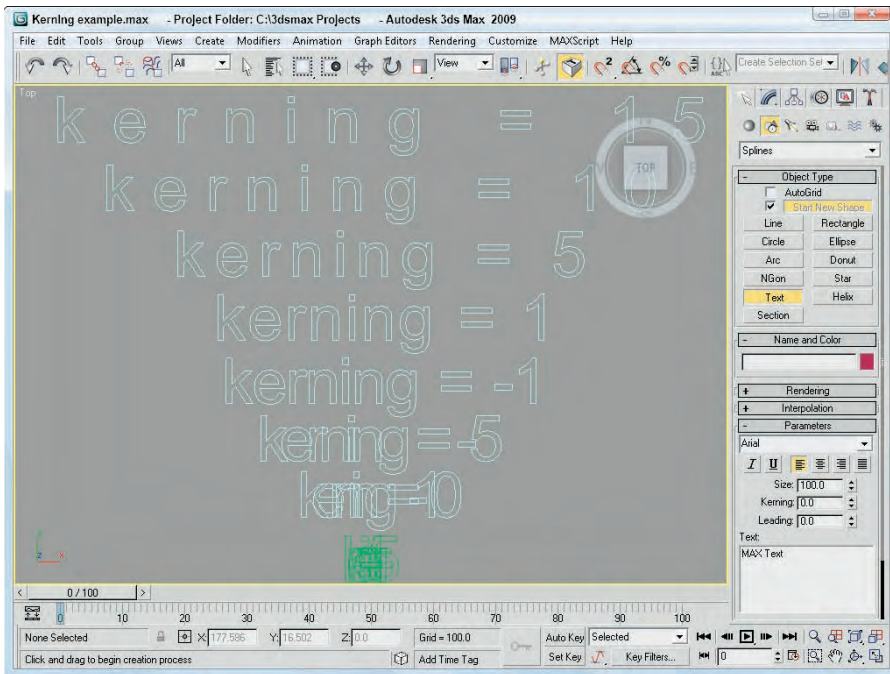 Kerning example.max - Project Folder: C:\3dsmax Projects - Autodesk 3ds Max 2009
File Edit Tools Group Views Create Modifiers Animation Graph Editors Rendering Customize MAXScript Help
All View Create Selection Set
Top
kerning = 15
kerning = 10
kerning = 5
kerning = 1
kerning = -1
kerning = -5
kerning = -10
TOP
z x
Splines
- Object Type
AutoGrid
Start New Shape
Line Rectangle
Circle Ellipse
Arc Donut
NGon Star
Text Helix
Section
- Name and Color
+ Rendering
+ Interpolation
- Parameters
Arial
I U
Size: 100.0
Kerning: 0.0
Leading: 0.0
Text:
MAX Text
< 0 / 100 >
0 10 20 30 40 50 60 70 80 90 100
None Selected X: 177.586 Y: 16.502 Z: 0.0 Grid = 100.0 Auto Key Selected
Click and drag to begin creation process Add Time Tag Set Key Key Filters... 0